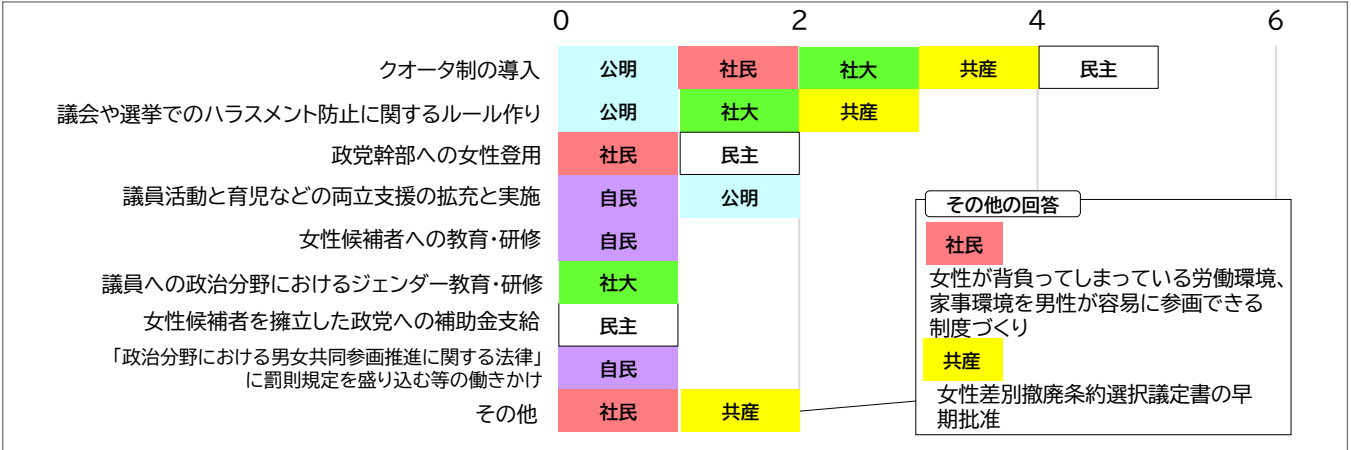 0 2 4 6
クオータ制の導入 公明 社民 社大 共産 民主
議会や選挙でのハラスメント防止に関するルール作り 公明 社大 共産
政党幹部への女性登用 社民 民主
議員活動と育児などの両立支援の拡充と実施 自民 公明
女性候補者への教育・研修 自民
議員への政治分野におけるジェンダー教育・研修 社大
女性候補者を擁立した政党への補助金支給 民主
「政治分野における男女共同参画推進に関する法律」
に罰則規定を盛り込む等の働きかけ 自民
その他 社民 共産
その他の回答
社民
女性が背負ってしまっている労働環境、
家事環境を男性が容易に参画できる
制度づくり
共産
女性差別撤廃条約選択議定書の早
期批准